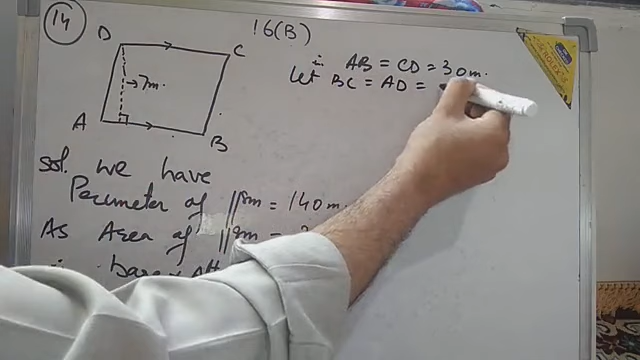 14
16(B)
D
C
→7m.
A
B
∴ AB = CD = 30m.
Let BC = AD =
Sol. We have
Perimeter of ||gm = 140m.
As Area of ||gm =
∴ base x